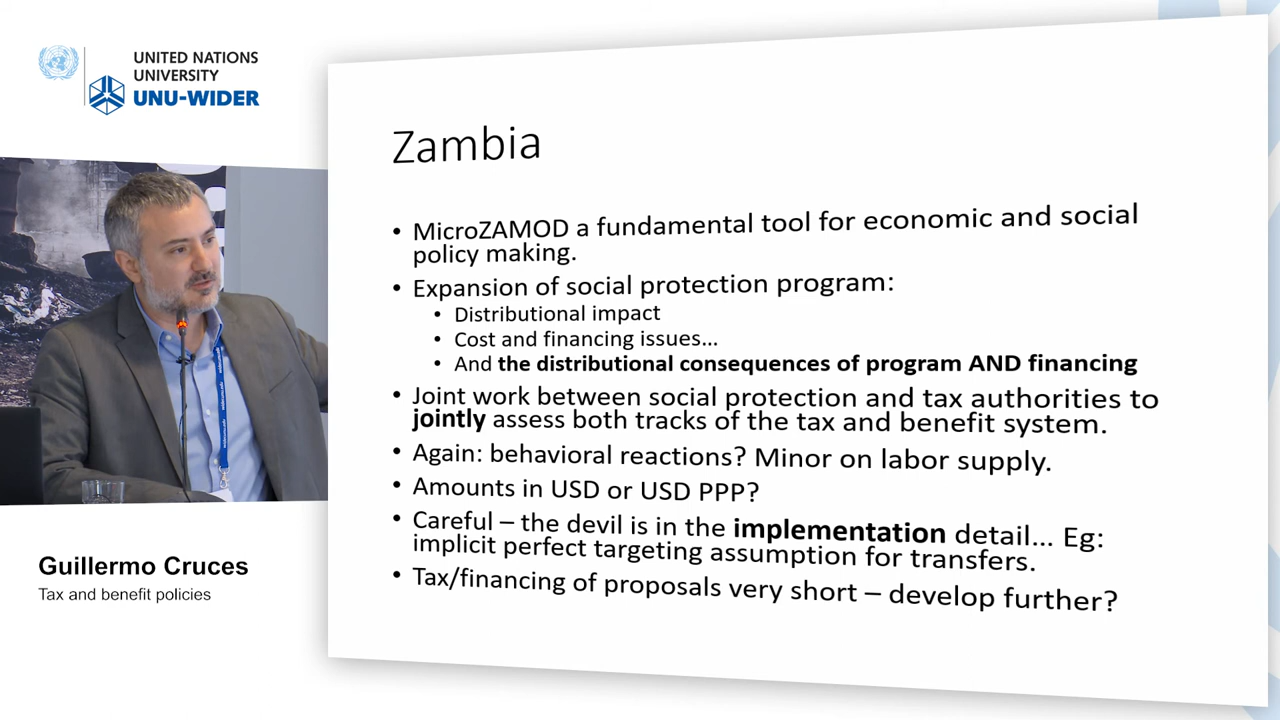 UNITED NATIONS
UNIVERSITY
UNU-WIDER
Zambia
• MicroZAMOD a fundamental tool for economic and social
policy making.
• Expansion of social protection program:
• Distributional impact
• Cost and financing issues...
• And the distributional consequences of program AND financing
• Joint work between social protection and tax authorities to
jointly assess both tracks of the tax and benefit system.
• Again: behavioral reactions? Minor on labor supply.
• Amounts in USD or USD PPP?
• Careful – the devil is in the implementation detail... Eg:
implicit perfect targeting assumption for transfers.
• Tax/financing of proposals very short – develop further?
Guillermo Cruces
Tax and benefit policies